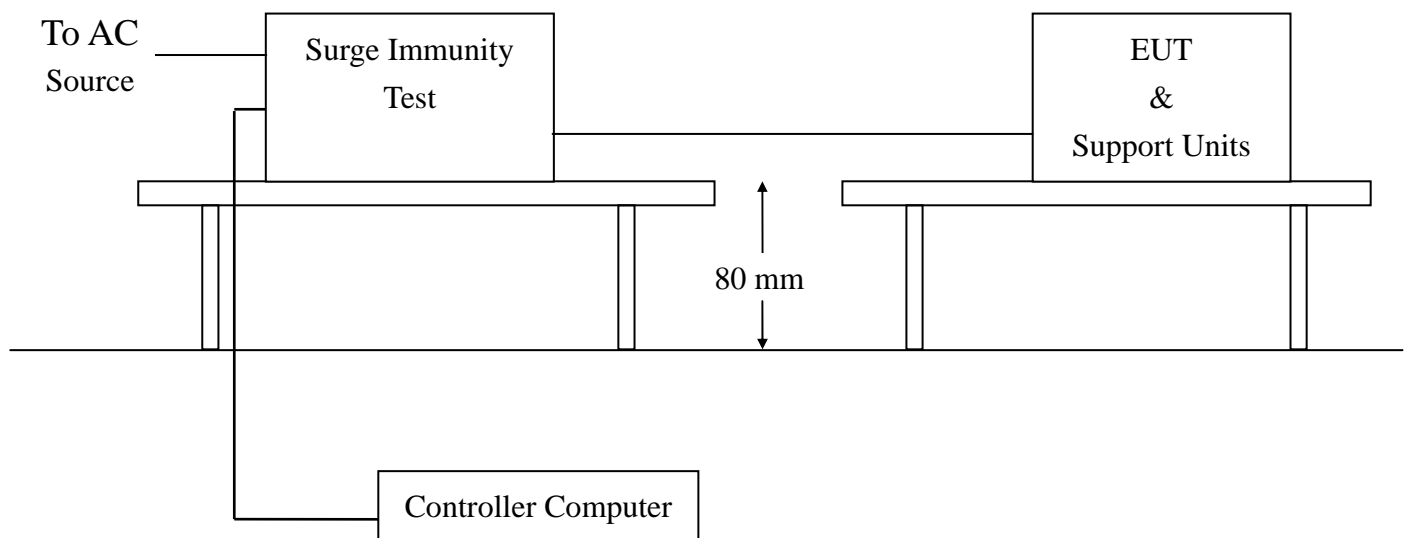 To AC
Source
Surge Immunity
Test
EUT
&
Support Units
80 mm
Controller Computer